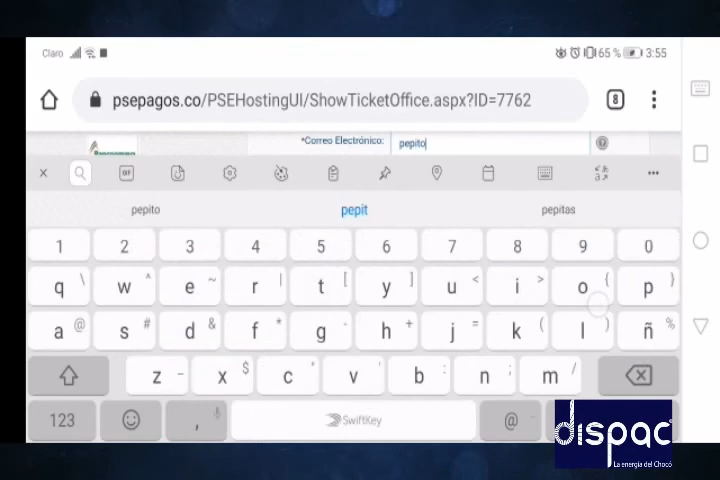 Claro 65 % 3:55
psepagos.co/PSEHostingUI/ShowTicketOffice.aspx?ID=7762 8
*Correo Electrónico: pepito
GIF
pepito pepit pepitas
1 2 3 4 5 6 7 8 9 0
q \ w ^ e ~ r | t [ y ] u < i > o { p }
a @ s # d & f * g - h + j = k ( l ) ñ %
z _ x $ c " v ' b : n ; m /
123 , SwiftKey @
dispac
La energía del Chocó